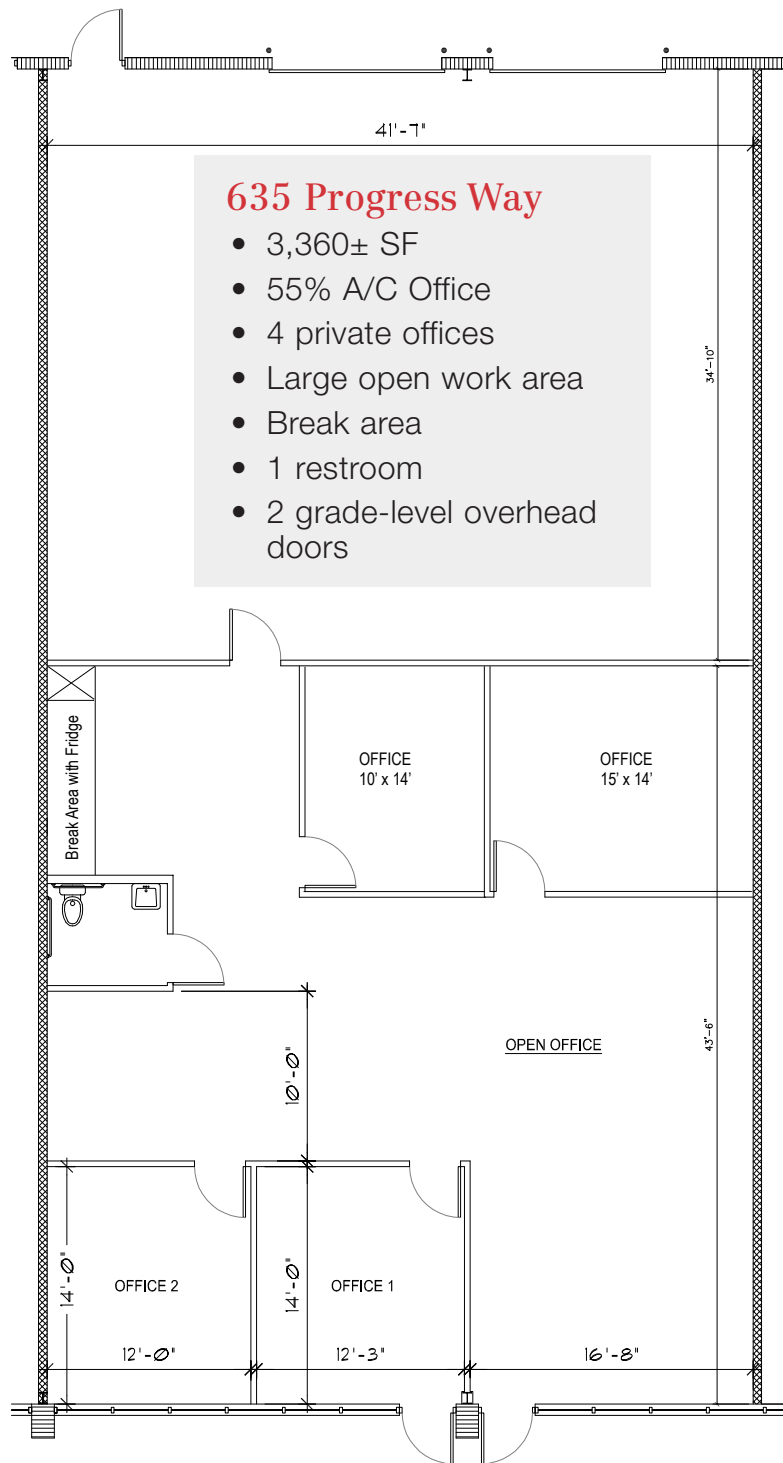 41'-7"
635 Progress Way
• 3,360± SF
• 55% A/C Office
• 4 private offices
• Large open work area
• Break area
• 1 restroom
• 2 grade-level overhead
doors
34'-10"
Break Area with Fridge
OFFICE
10' x 14'
OFFICE
15' x 14'
OPEN OFFICE
43'-6"
10'-0"
14'-0"
OFFICE 2
14'-0"
OFFICE 1
12'-0"
12'-3"
16'-8"